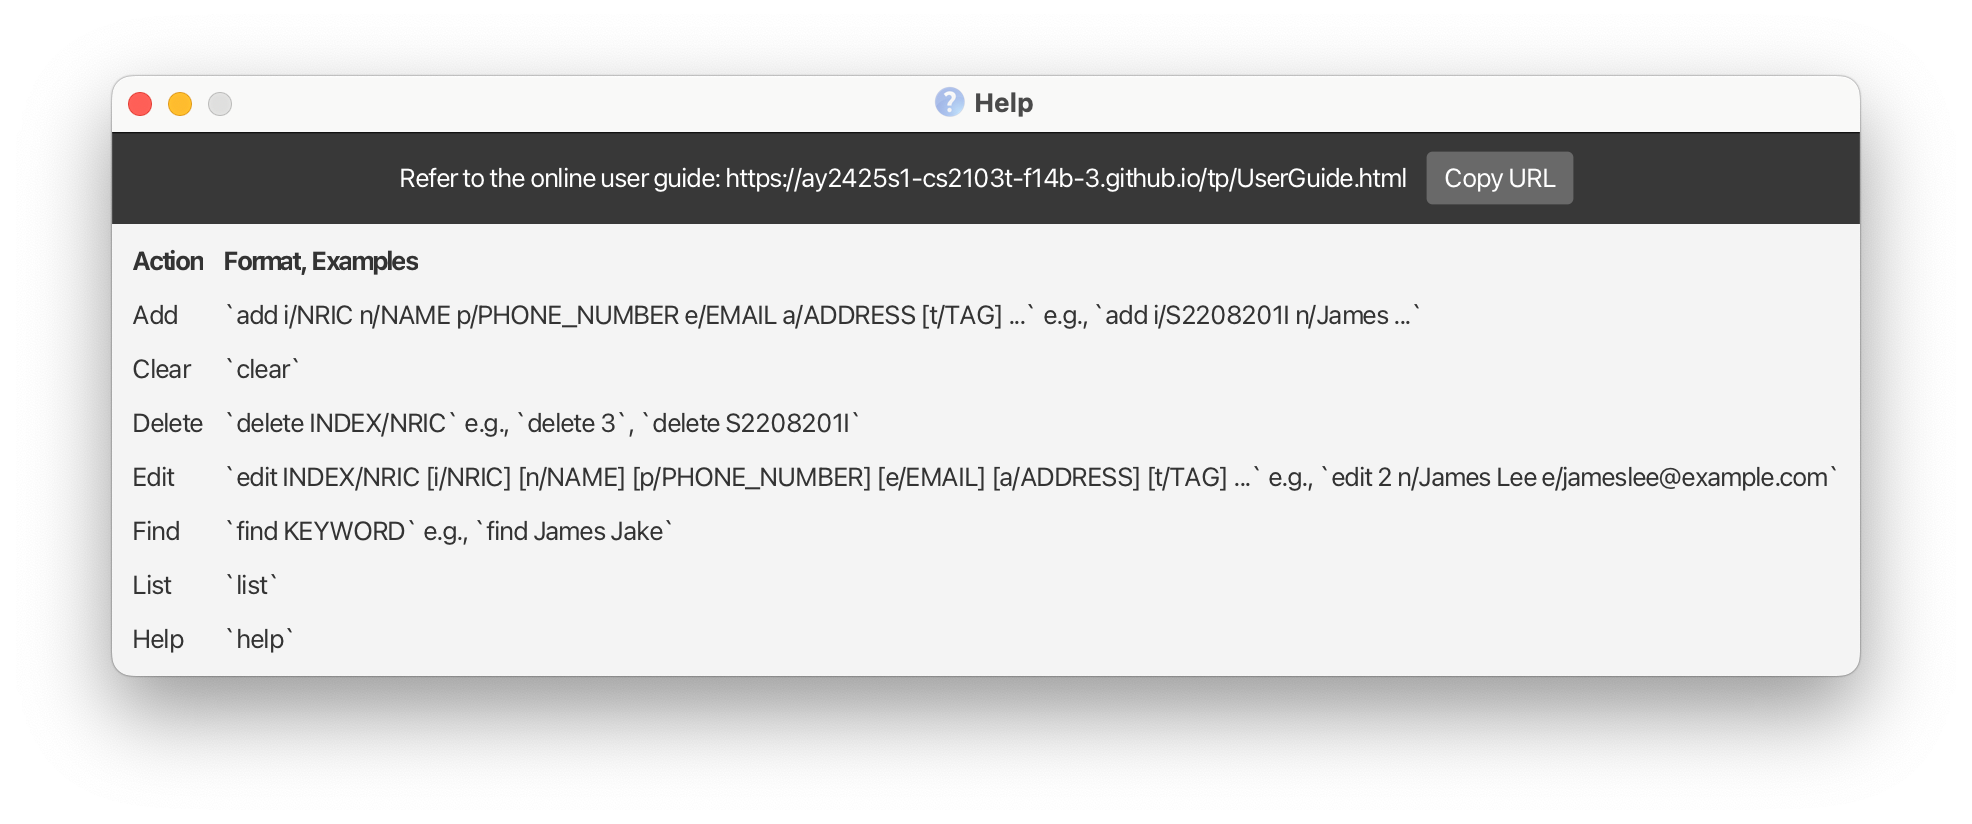 Help
Refer to the online user guide: https://ay2425s1-cs2103t-f14b-3.github.io/tp/UserGuide.html Copy URL
Action Format, Examples
Add `add i/NRIC n/NAME p/PHONE_NUMBER e/EMAIL a/ADDRESS [t/TAG] ...` e.g., `add i/S2208201I n/James ...`
Clear `clear`
Delete `delete INDEX/NRIC` e.g., `delete 3`, `delete S2208201I`
Edit `edit INDEX/NRIC [i/NRIC] [n/NAME] [p/PHONE_NUMBER] [e/EMAIL] [a/ADDRESS] [t/TAG] ...` e.g., `edit 2 n/James Lee e/jameslee@example.com`
Find `find KEYWORD` e.g., `find James Jake`
List `list`
Help `help`